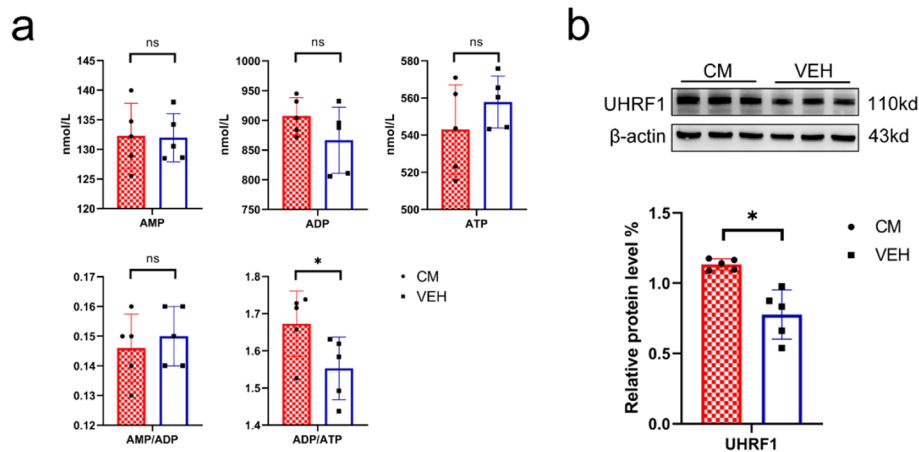 a
ns
nmol/L
145
140
135
130
125
120
AMP
ns
nmol/L
1000
950
900
850
800
750
ADP
ns
nmol/L
580
560
540
520
500
ATP
ns
0.17
0.16
0.15
0.14
0.13
0.12
AMP/ADP
*
1.8
1.7
1.6
1.5
1.4
ADP/ATP
CM
VEH
b
CM VEH
UHRF1 110kd
β-actin 43kd
Relative protein level %
1.5
1.0
0.5
0.0
*
UHRF1
CM
VEH